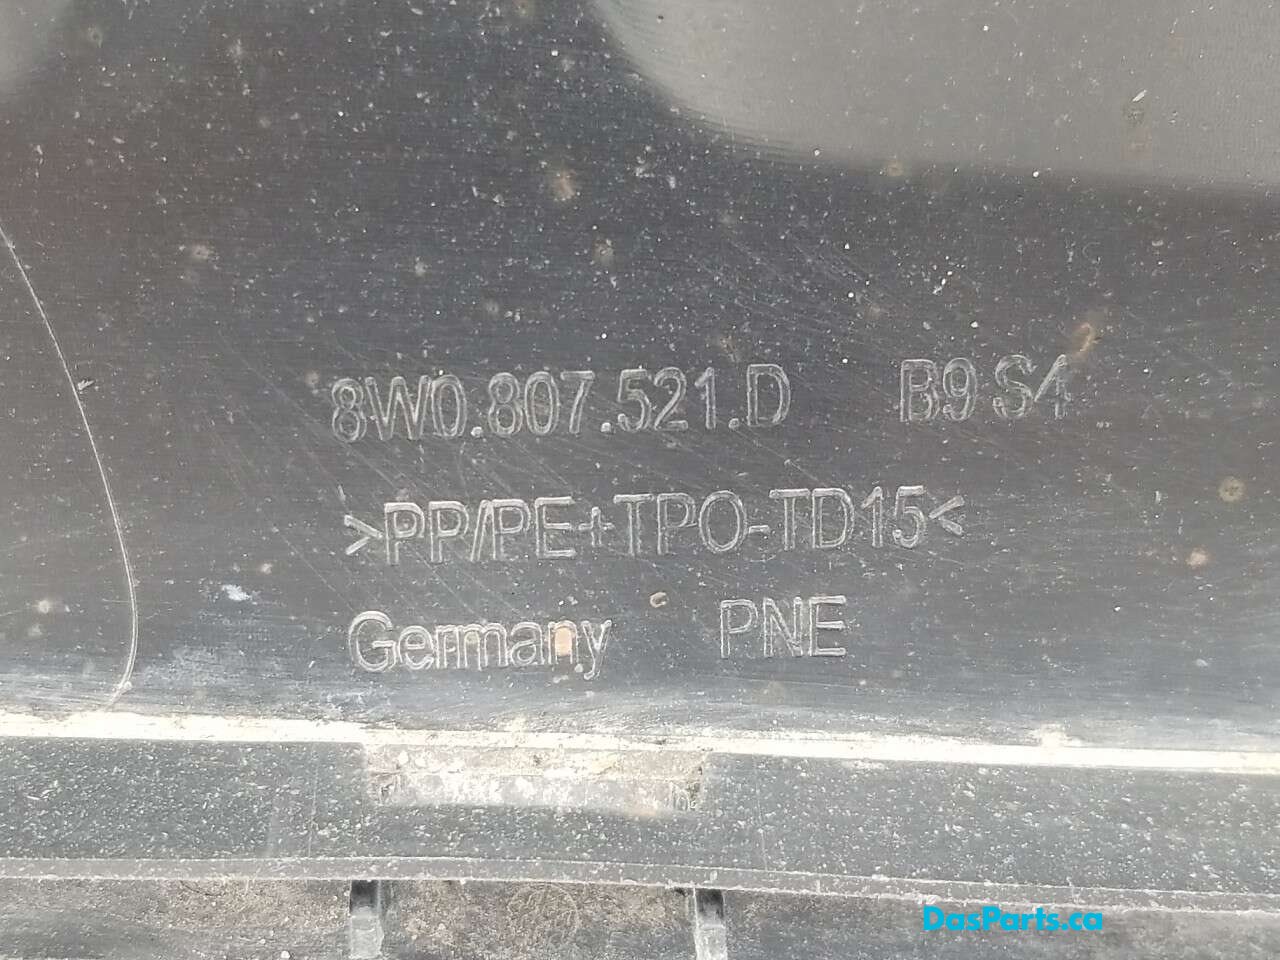 8W0.807.521.D B9 S4
>PP/PE+TPO-TD15<
Germany PNE
DasParts.ca